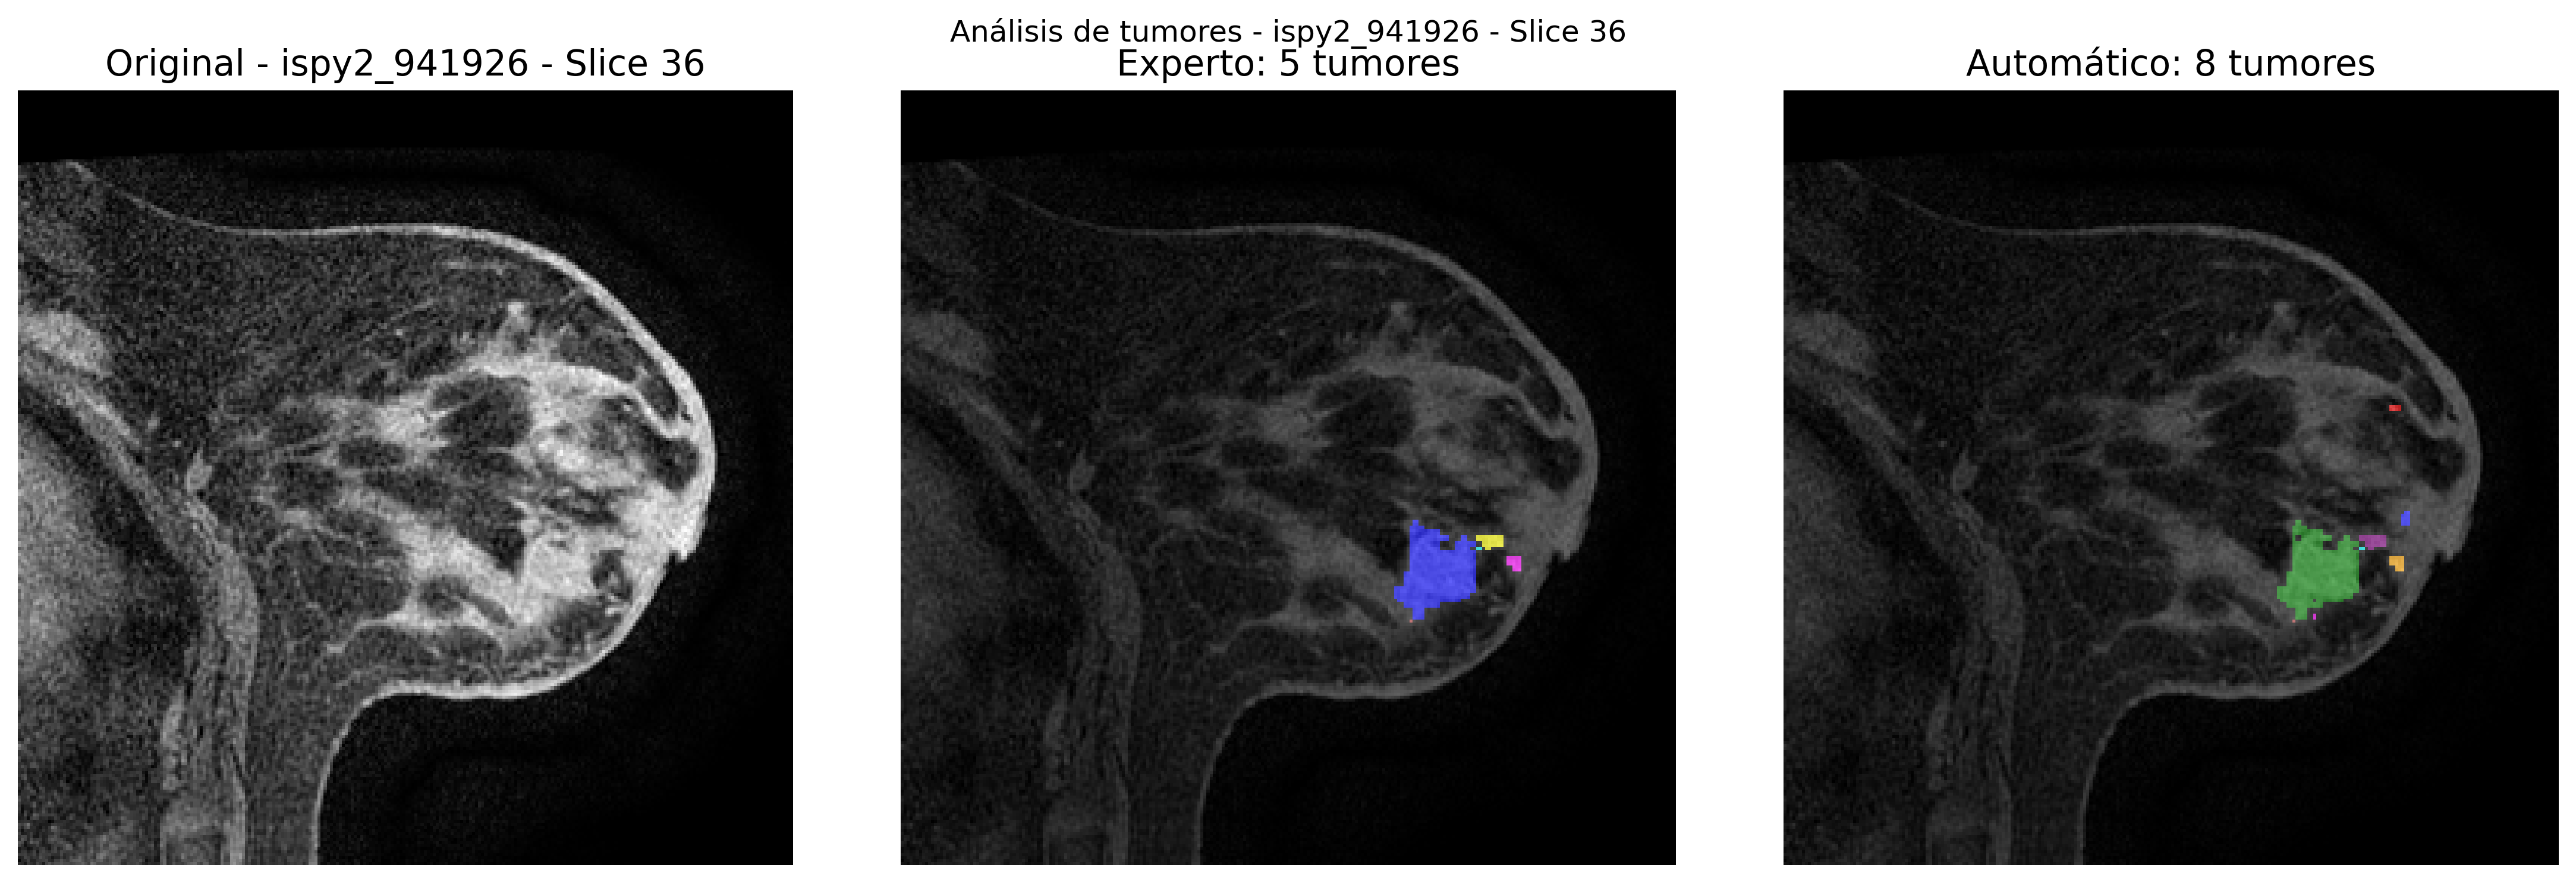 Análisis de tumores - ispy2_941926 - Slice 36
Original - ispy2_941926 - Slice 36
Experto: 5 tumores
Automático: 8 tumores